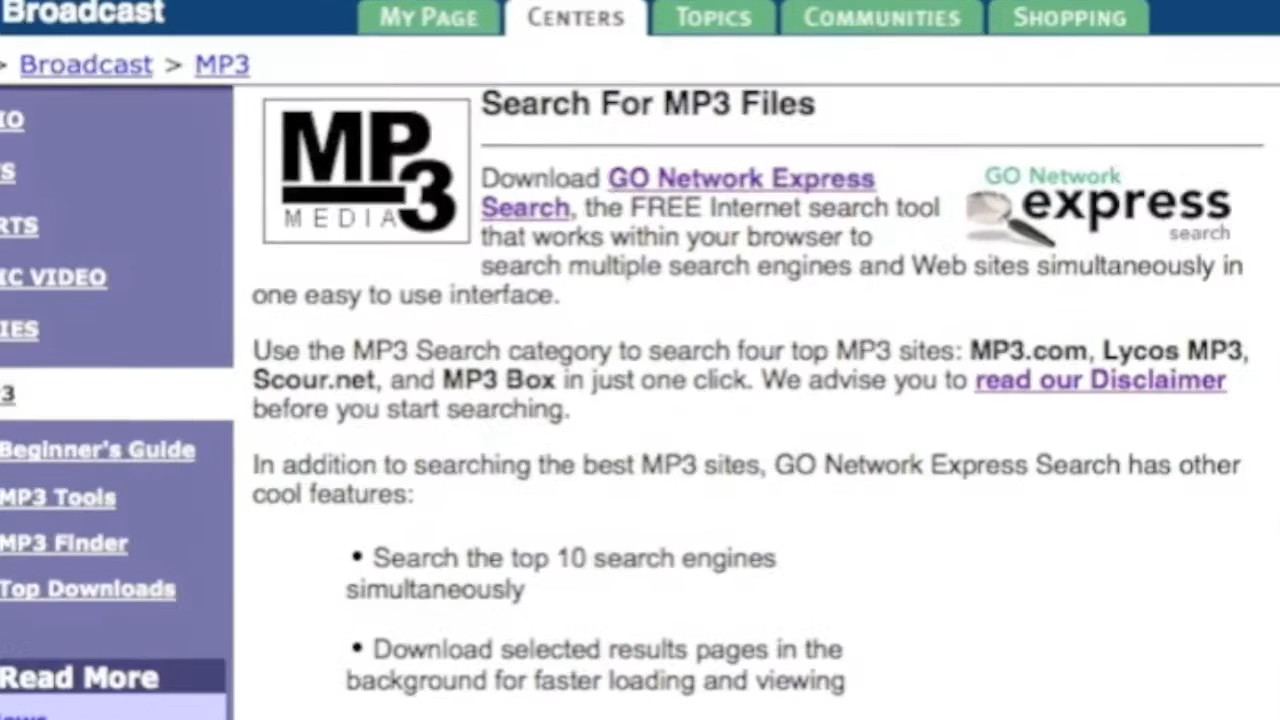 Broadcast
MY PAGE
CENTERS
TOPICS
COMMUNITIES
SHOPPING
> Broadcast > MP3
IO
S
RTS
IC VIDEO
IES
3
Beginner's Guide
MP3 Tools
MP3 Finder
Top Downloads
Read More
MP3
MEDIA
Search For MP3 Files
Download GO Network Express
Search, the FREE Internet search tool
that works within your browser to
search multiple search engines and Web sites simultaneously in
one easy to use interface.
GO Network
express
search
Use the MP3 Search category to search four top MP3 sites: MP3.com, Lycos MP3,
Scour.net, and MP3 Box in just one click. We advise you to read our Disclaimer
before you start searching.
In addition to searching the best MP3 sites, GO Network Express Search has other
cool features:
• Search the top 10 search engines
simultaneously
• Download selected results pages in the
background for faster loading and viewing